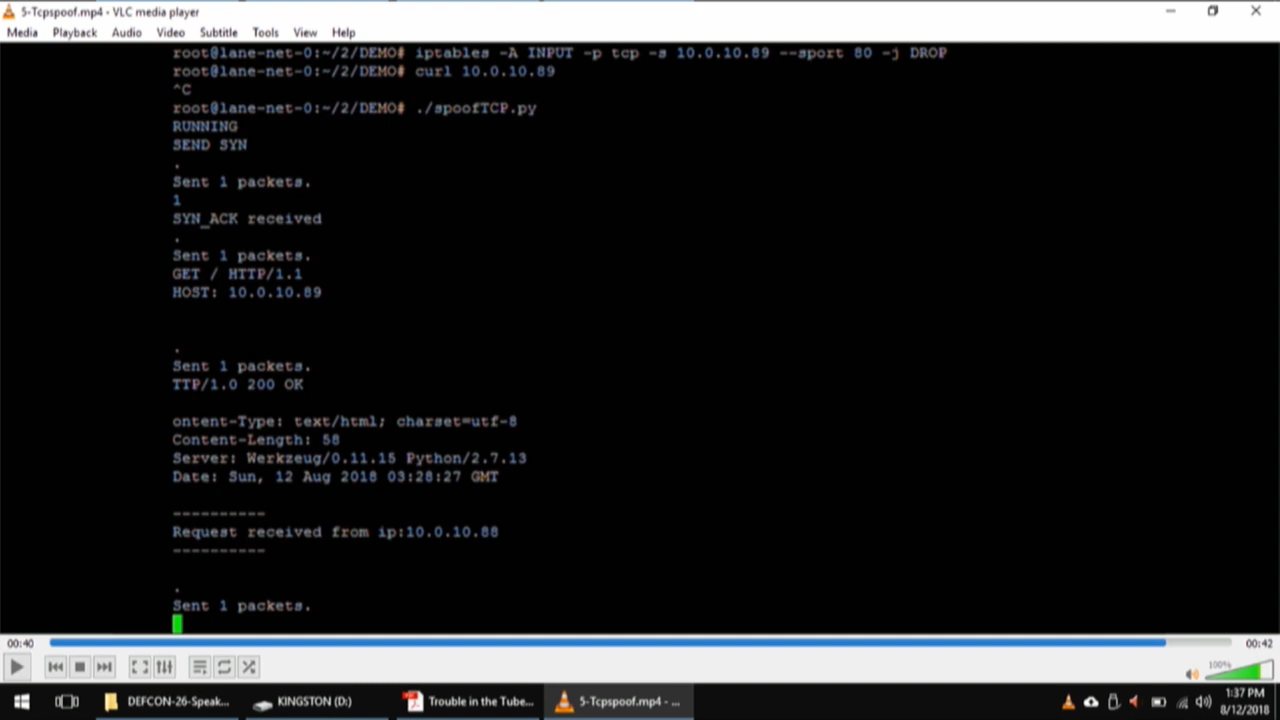 5-Tcpspoof.mp4 - VLC media player
Media Playback Audio Video Subtitle Tools View Help
root@lane-net-0:~/2/DEMO# iptables -A INPUT -p tcp -s 10.0.10.89 --sport 80 -j DROP
root@lane-net-0:~/2/DEMO# curl 10.0.10.89
^C
root@lane-net-0:~/2/DEMO# ./spoofTCP.py
RUNNING
SEND SYN
.
Sent 1 packets.
1
SYN_ACK received
.
Sent 1 packets.
GET / HTTP/1.1
HOST: 10.0.10.89
.
Sent 1 packets.
TTP/1.0 200 OK
ontent-Type: text/html; charset=utf-8
Content-Length: 58
Server: Werkzeug/0.11.15 Python/2.7.13
Date: Sun, 12 Aug 2018 03:28:27 GMT
----------
Request received from ip:10.0.10.88
----------
.
Sent 1 packets.
00:40 00:42
100%
DEFCON-26-Speak... KINGSTON (D:) Trouble in the Tube... 5-Tcpspoof.mp4 - ...
1:37 PM
8/12/2018